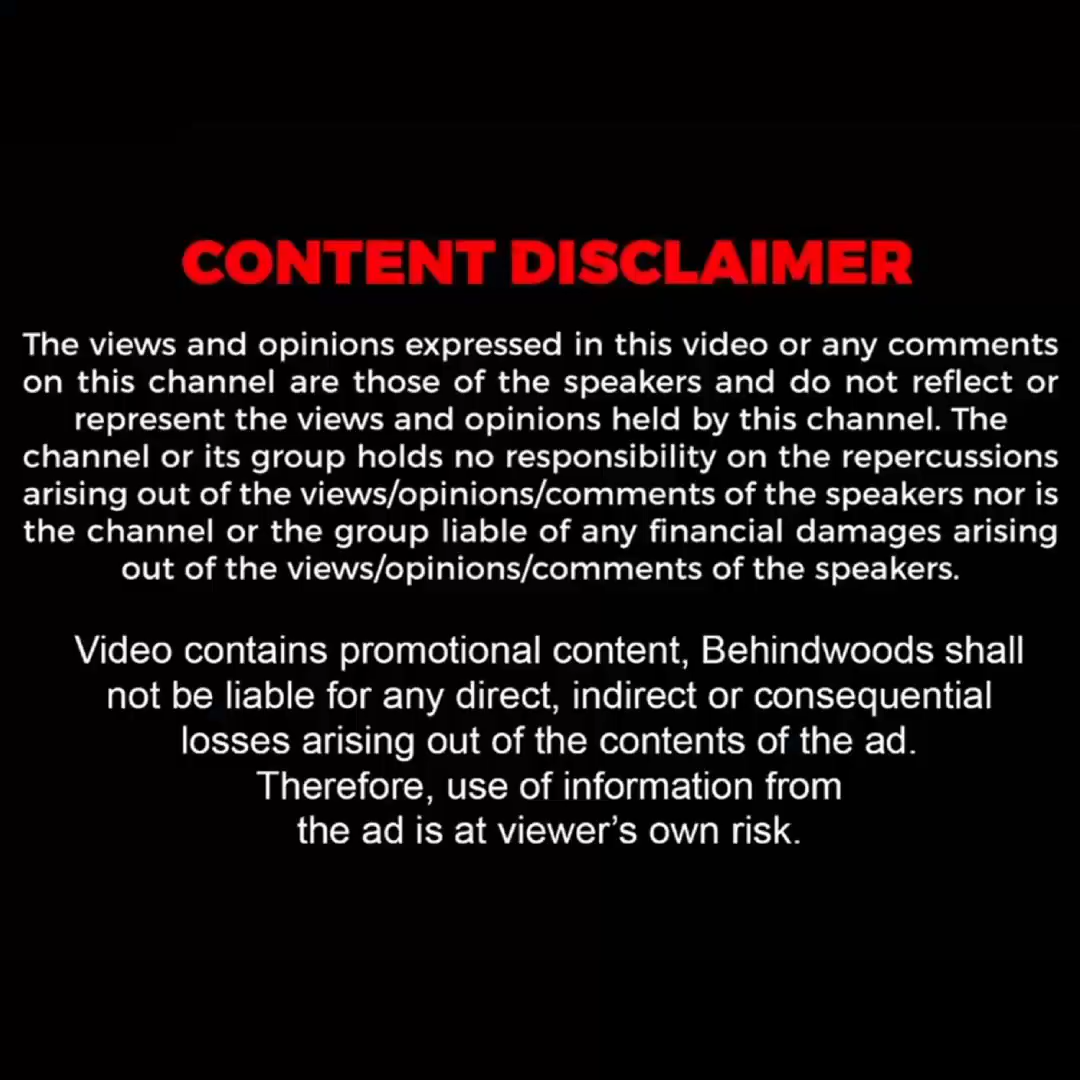 CONTENT DISCLAIMER
The views and opinions expressed in this video or any comments
on this channel are those of the speakers and do not reflect or
represent the views and opinions held by this channel. The
channel or its group holds no responsibility on the repercussions
arising out of the views/opinions/comments of the speakers nor is
the channel or the group liable of any financial damages arising
out of the views/opinions/comments of the speakers.
Video contains promotional content, Behindwoods shall
not be liable for any direct, indirect or consequential
losses arising out of the contents of the ad.
Therefore, use of information from
the ad is at viewer’s own risk.